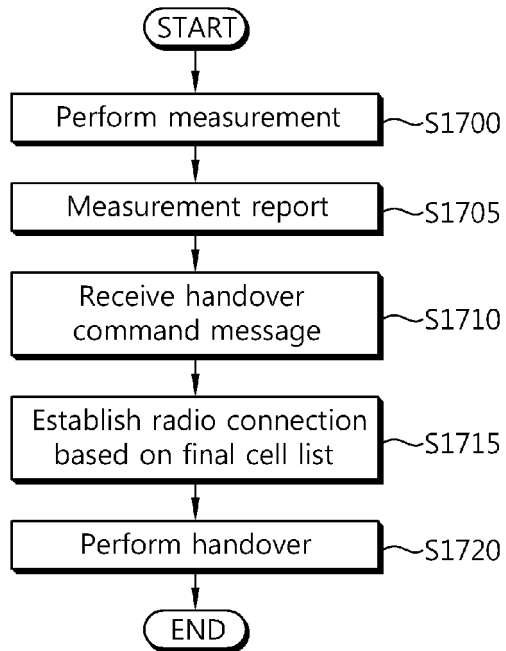 START
Perform measurement
S1700
Measurement report
S1705
Receive handover
command message
S1710
Establish radio connection
based on final cell list
S1715
Perform handover
S1720
END